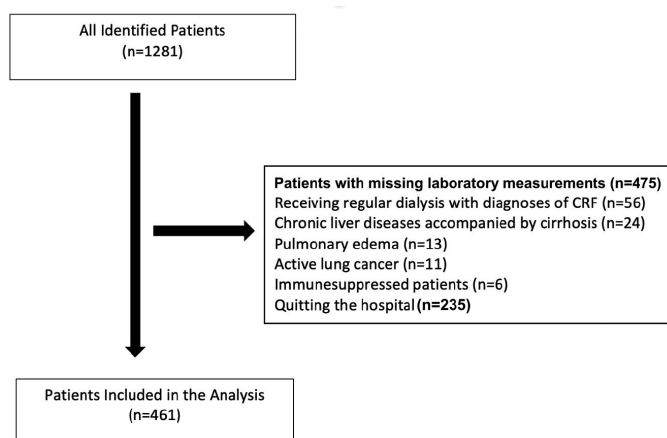 All Identified Patients
(n=1281)
Patients with missing laboratory measurements (n=475)
Receiving regular dialysis with diagnoses of CRF (n=56)
Chronic liver diseases accompanied by cirrhosis (n=24)
Pulmonary edema (n=13)
Active lung cancer (n=11)
Immunesuppressed patients (n=6)
Quitting the hospital (n=235)
Patients Included in the Analysis
(n=461)